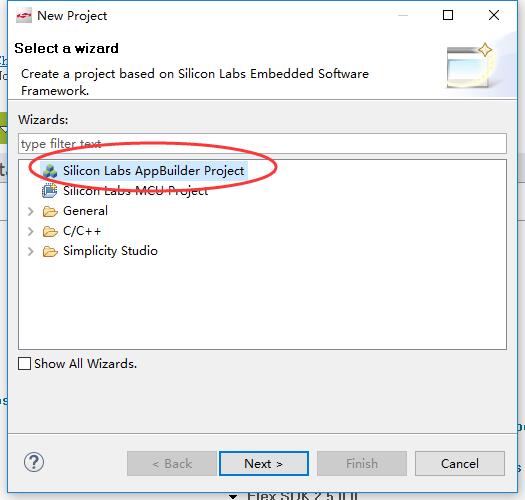 New Project
Select a wizard
Create a project based on Silicon Labs Embedded Software
Framework.
Wizards:
type filter text
Silicon Labs AppBuilder Project
Silicon Labs MCU Project
General
C/C++
Simplicity Studio
Show All Wizards.
< Back
Next >
Finish
Cancel